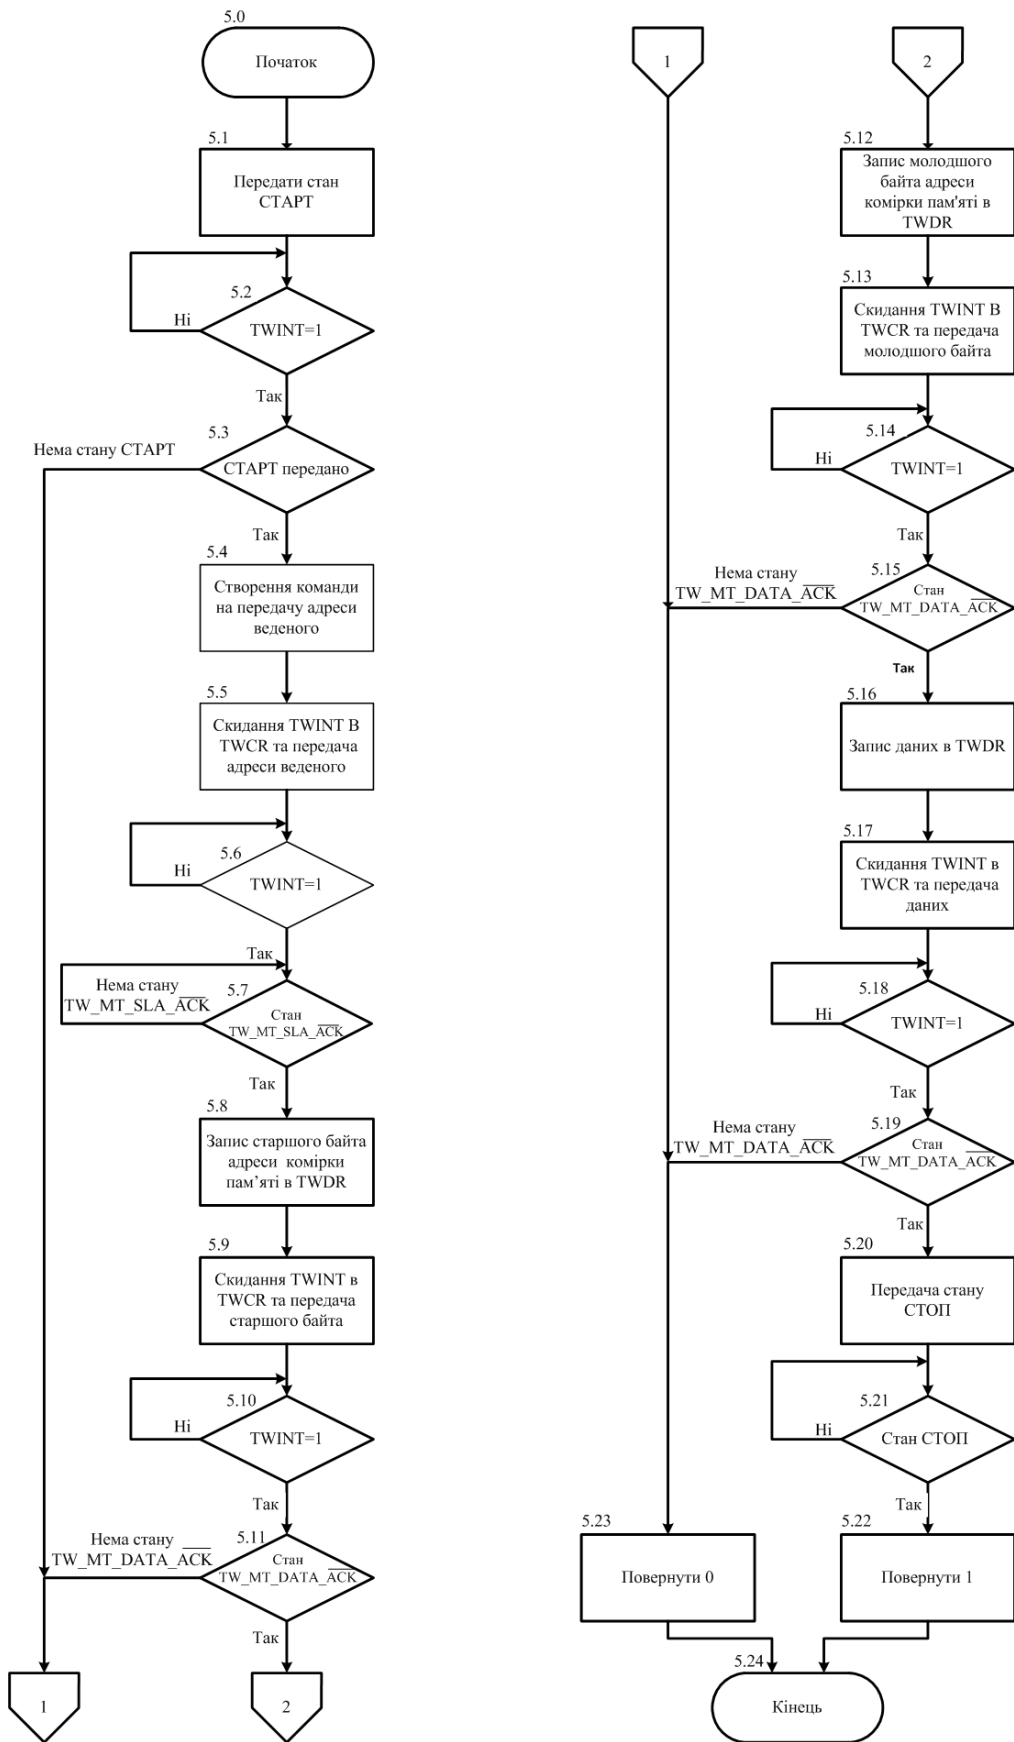 5.0
Початок
5.1
Передати стан
СТАРТ
5.2
Ні
TWINT=1
Так
5.3
Нема стану СТАРТ
СТАРТ передано
Так
5.4
Створення команди
на передачу адреси
веденого
5.5
Скидання TWINT В
TWCR та передача
адреси веденого
5.6
Ні
TWINT=1
Так
Нема стану
TW_MT_SLA_ACK
5.7
Стан
TW_MT_SLA_ACK
Так
5.8
Запис старшого байта
адреси комірки
пам’яті в TWDR
5.9
Скидання TWINT в
TWCR та передача
старшого байта
5.10
Ні
TWINT=1
Так
Нема стану
TW_MT_DATA_ACK
5.11
Стан
TW_MT_DATA_ACK
Так
1
2
1
2
5.12
Запис молодшого
байта адреси
комірки пам'яті в
TWDR
5.13
Скидання TWINT В
TWCR та передача
молодшого байта
5.14
Ні
TWINT=1
Так
Нема стану
TW_MT_DATA_ACK
5.15
Стан
TW_MT_DATA_ACK
Так
5.16
Запис даних в TWDR
5.17
Скидання TWINT в
TWCR та передача
даних
5.18
Ні
TWINT=1
Так
Нема стану
TW_MT_DATA_ACK
5.19
Стан
TW_MT_DATA_ACK
Так
5.20
Передача стану
СТОП
5.21
Ні
Стан СТОП
Так
5.23
Повернути 0
5.22
Повернути 1
5.24
Кінець